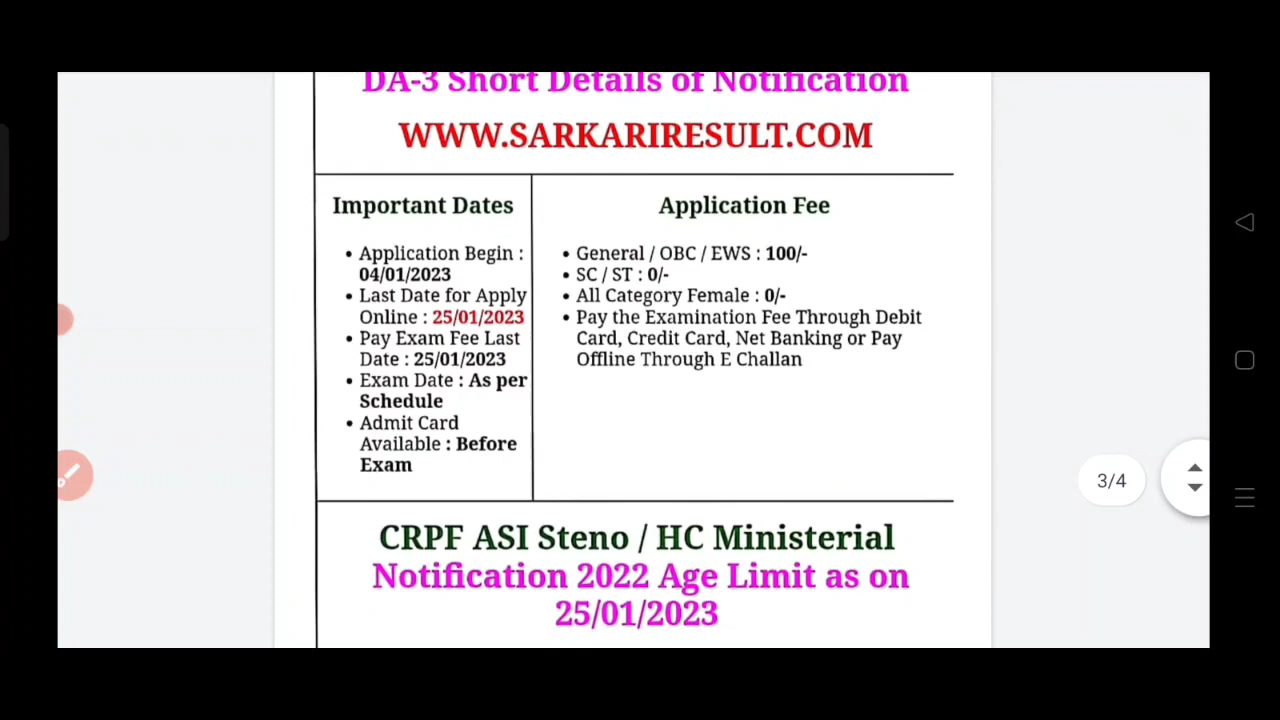 DA-3 Short Details of Notification
WWW.SARKARIRESULT.COM
Important Dates
• Application Begin :
04/01/2023
• Last Date for Apply
Online : 25/01/2023
• Pay Exam Fee Last
Date : 25/01/2023
• Exam Date : As per
Schedule
• Admit Card
Available : Before
Exam
Application Fee
• General / OBC / EWS : 100/-
• SC / ST : 0/-
• All Category Female : 0/-
• Pay the Examination Fee Through Debit
Card, Credit Card, Net Banking or Pay
Offline Through E Challan
3/4
CRPF ASI Steno / HC Ministerial
Notification 2022 Age Limit as on
25/01/2023